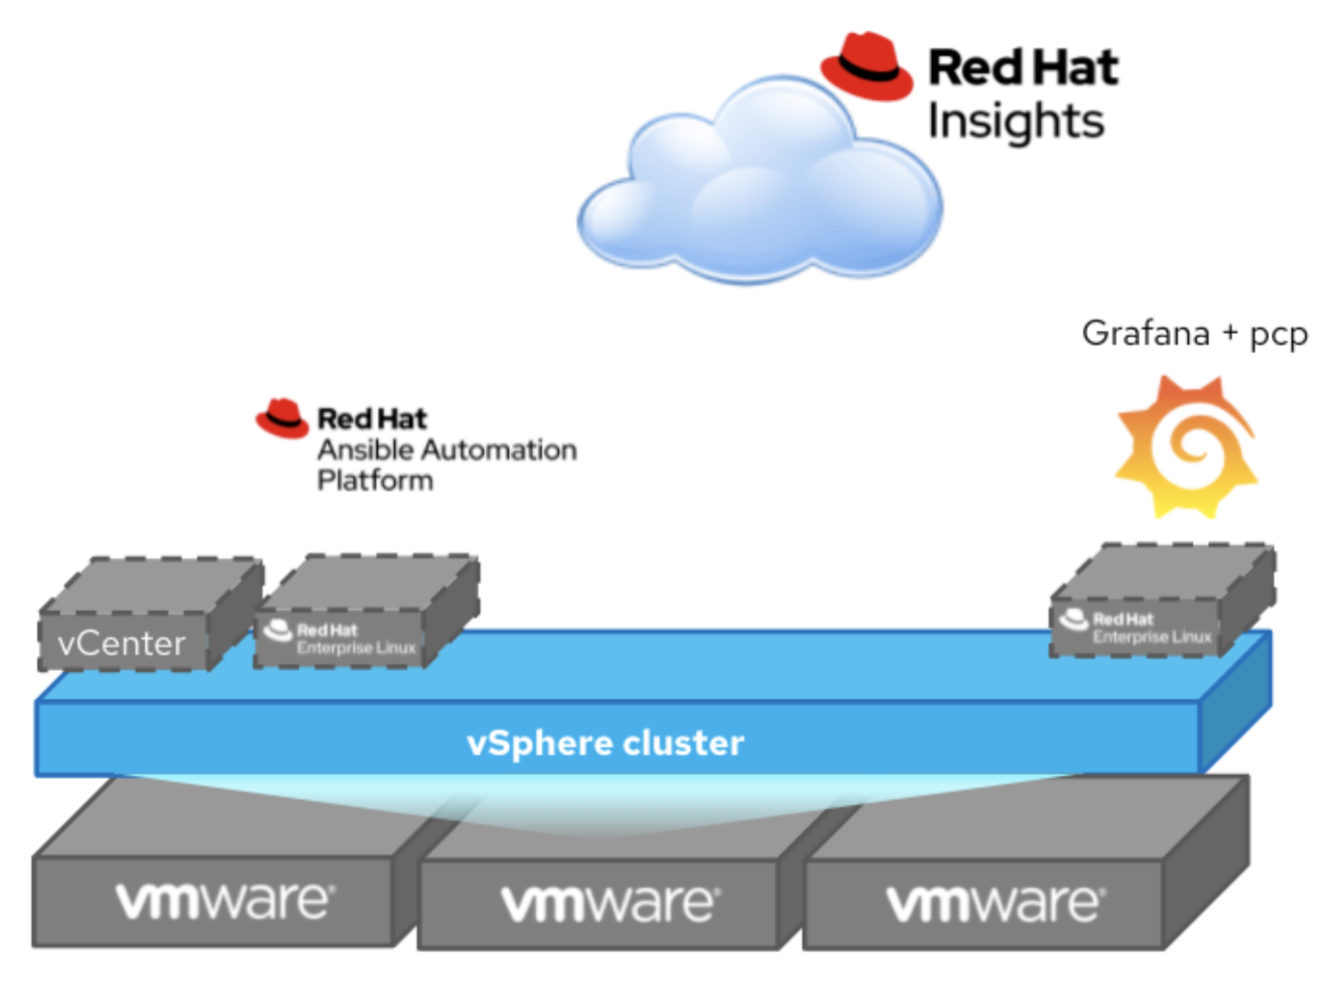 Red Hat
Insights
Grafana + pcp
Red Hat
Ansible Automation
Platform
vCenter
Red Hat
Enterprise Linux
Red Hat
Enterprise Linux
vSphere cluster
vmware®
vmware®
vmware®